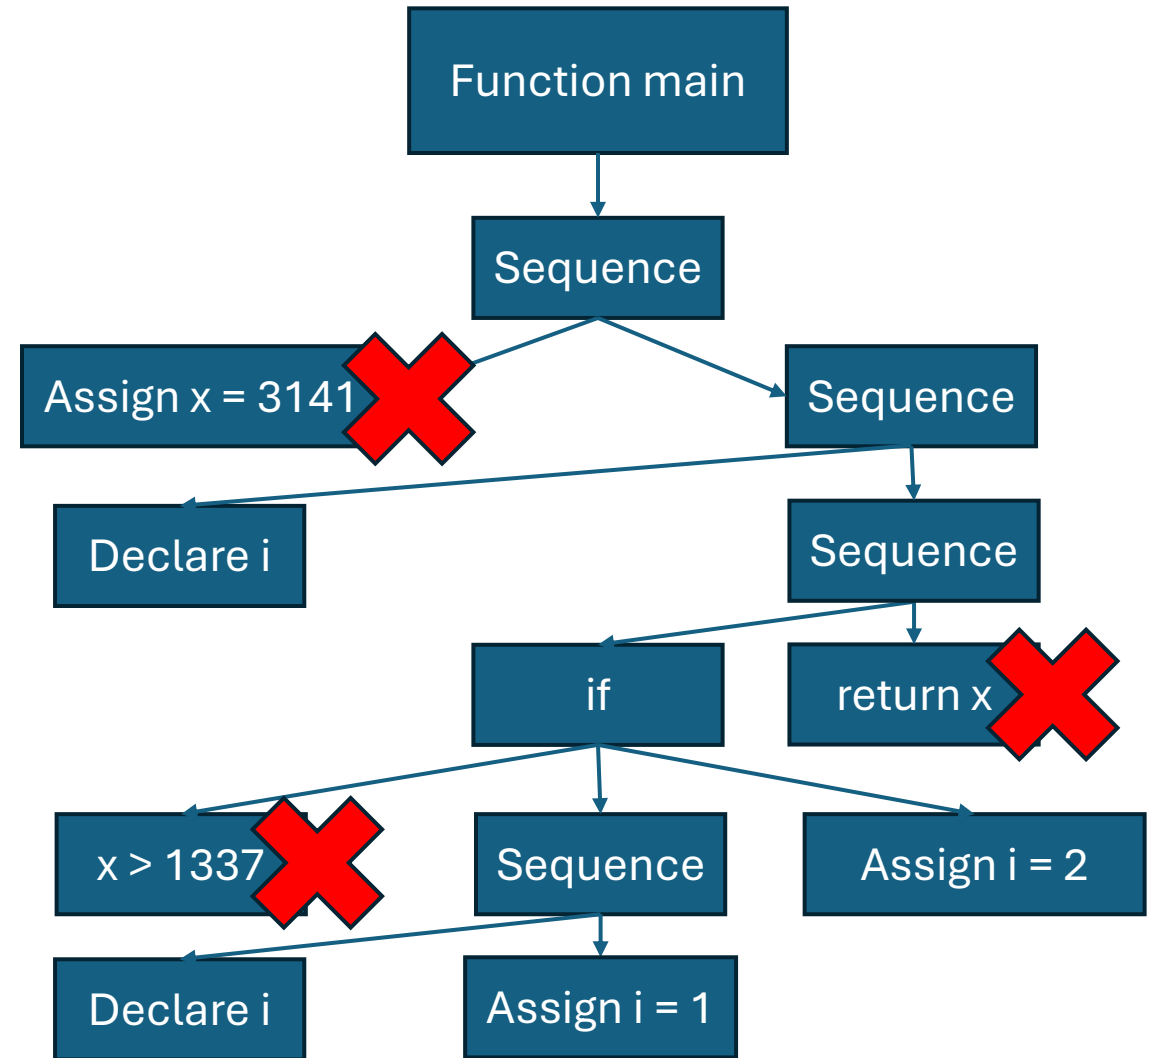 Function main
Sequence
Assign x = 3141
Sequence
Declare i
Sequence
if
return x
x > 1337
Sequence
Assign i = 2
Declare i
Assign i = 1